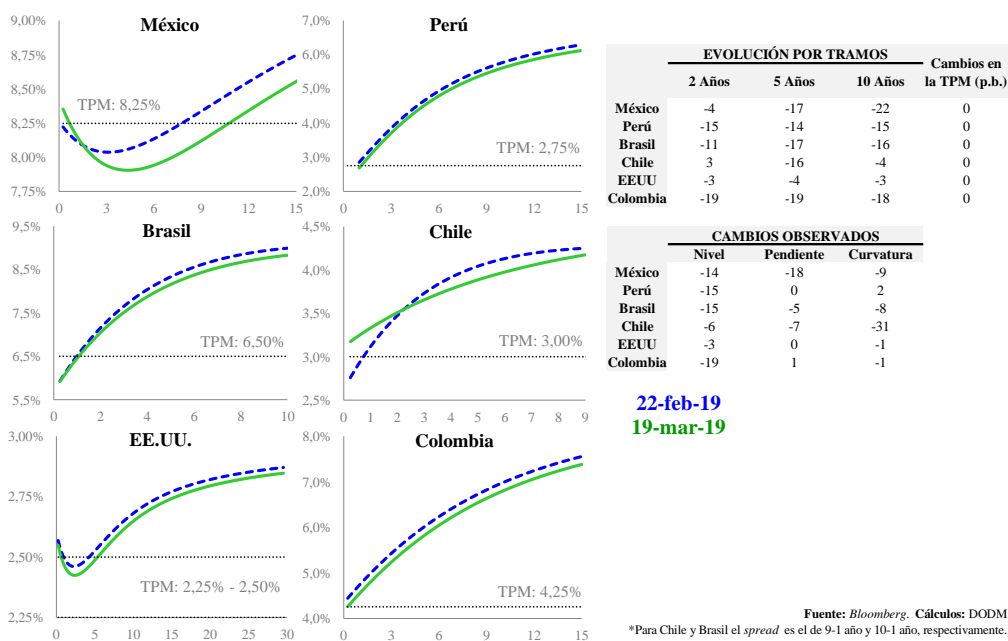 México
9,00%
8,75%
8,50%
8,25%
8,00%
7,75%
TPM: 8,25%
0 3 6 9 12 15
Perú
7,0%
6,0%
5,0%
4,0%
3,0%
2,0%
TPM: 2,75%
0 3 6 9 12 15
Brasil
9,5%
8,5%
7,5%
6,5%
5,5%
TPM: 6,50%
0 2 4 6 8 10
Chile
4,5%
4,0%
3,5%
3,0%
2,5%
TPM: 3,00%
0 1 2 3 4 5 6 7 8 9
EE.UU.
3,00%
2,75%
2,50%
2,25%
TPM: 2,25% - 2,50%
0 5 10 15 20 25 30
Colombia
8,0%
7,0%
6,0%
5,0%
4,0%
TPM: 4,25%
0 3 6 9 12 15
EVOLUCIÓN POR TRAMOS
Cambios en
la TPM (p.b.)
2 Años 5 Años 10 Años
México -4 -17 -22 0
Perú -15 -14 -15 0
Brasil -11 -17 -16 0
Chile 3 -16 -4 0
EEUU -3 -4 -3 0
Colombia -19 -19 -18 0
CAMBIOS OBSERVADOS
Nivel Pendiente Curvatura
México -14 -18 -9
Perú -15 0 2
Brasil -15 -5 -8
Chile -6 -7 -31
EEUU -3 0 -1
Colombia -19 1 -1
22-feb-19
19-mar-19
Fuente: Bloomberg. Cálculos: DODM
*Para Chile y Brasil el spread es el de 9-1 año y 10-1 año, respectivamente.